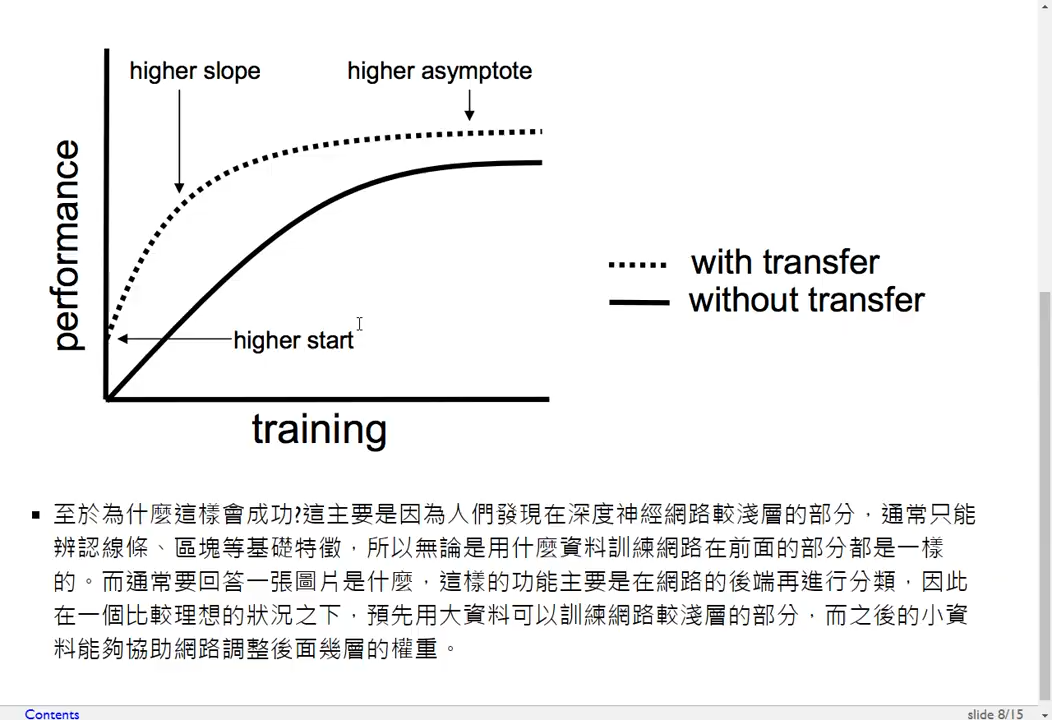 higher slope
higher asymptote
performance
with transfer
without transfer
higher start
training
至於為什麼這樣會成功?這主要是因為人們發現在深度神經網路較淺層的部分，通常只能
辨認線條、區塊等基礎特徵，所以無論是用什麼資料訓練網路在前面的部分都是一樣
的。而通常要回答一張圖片是什麼，這樣的功能主要是在網路的後端再進行分類，因此
在一個比較理想的狀況之下，預先用大資料可以訓練網路較淺層的部分，而之後的小資
料能夠協助網路調整後面幾層的權重。
Contents
slide 8/15